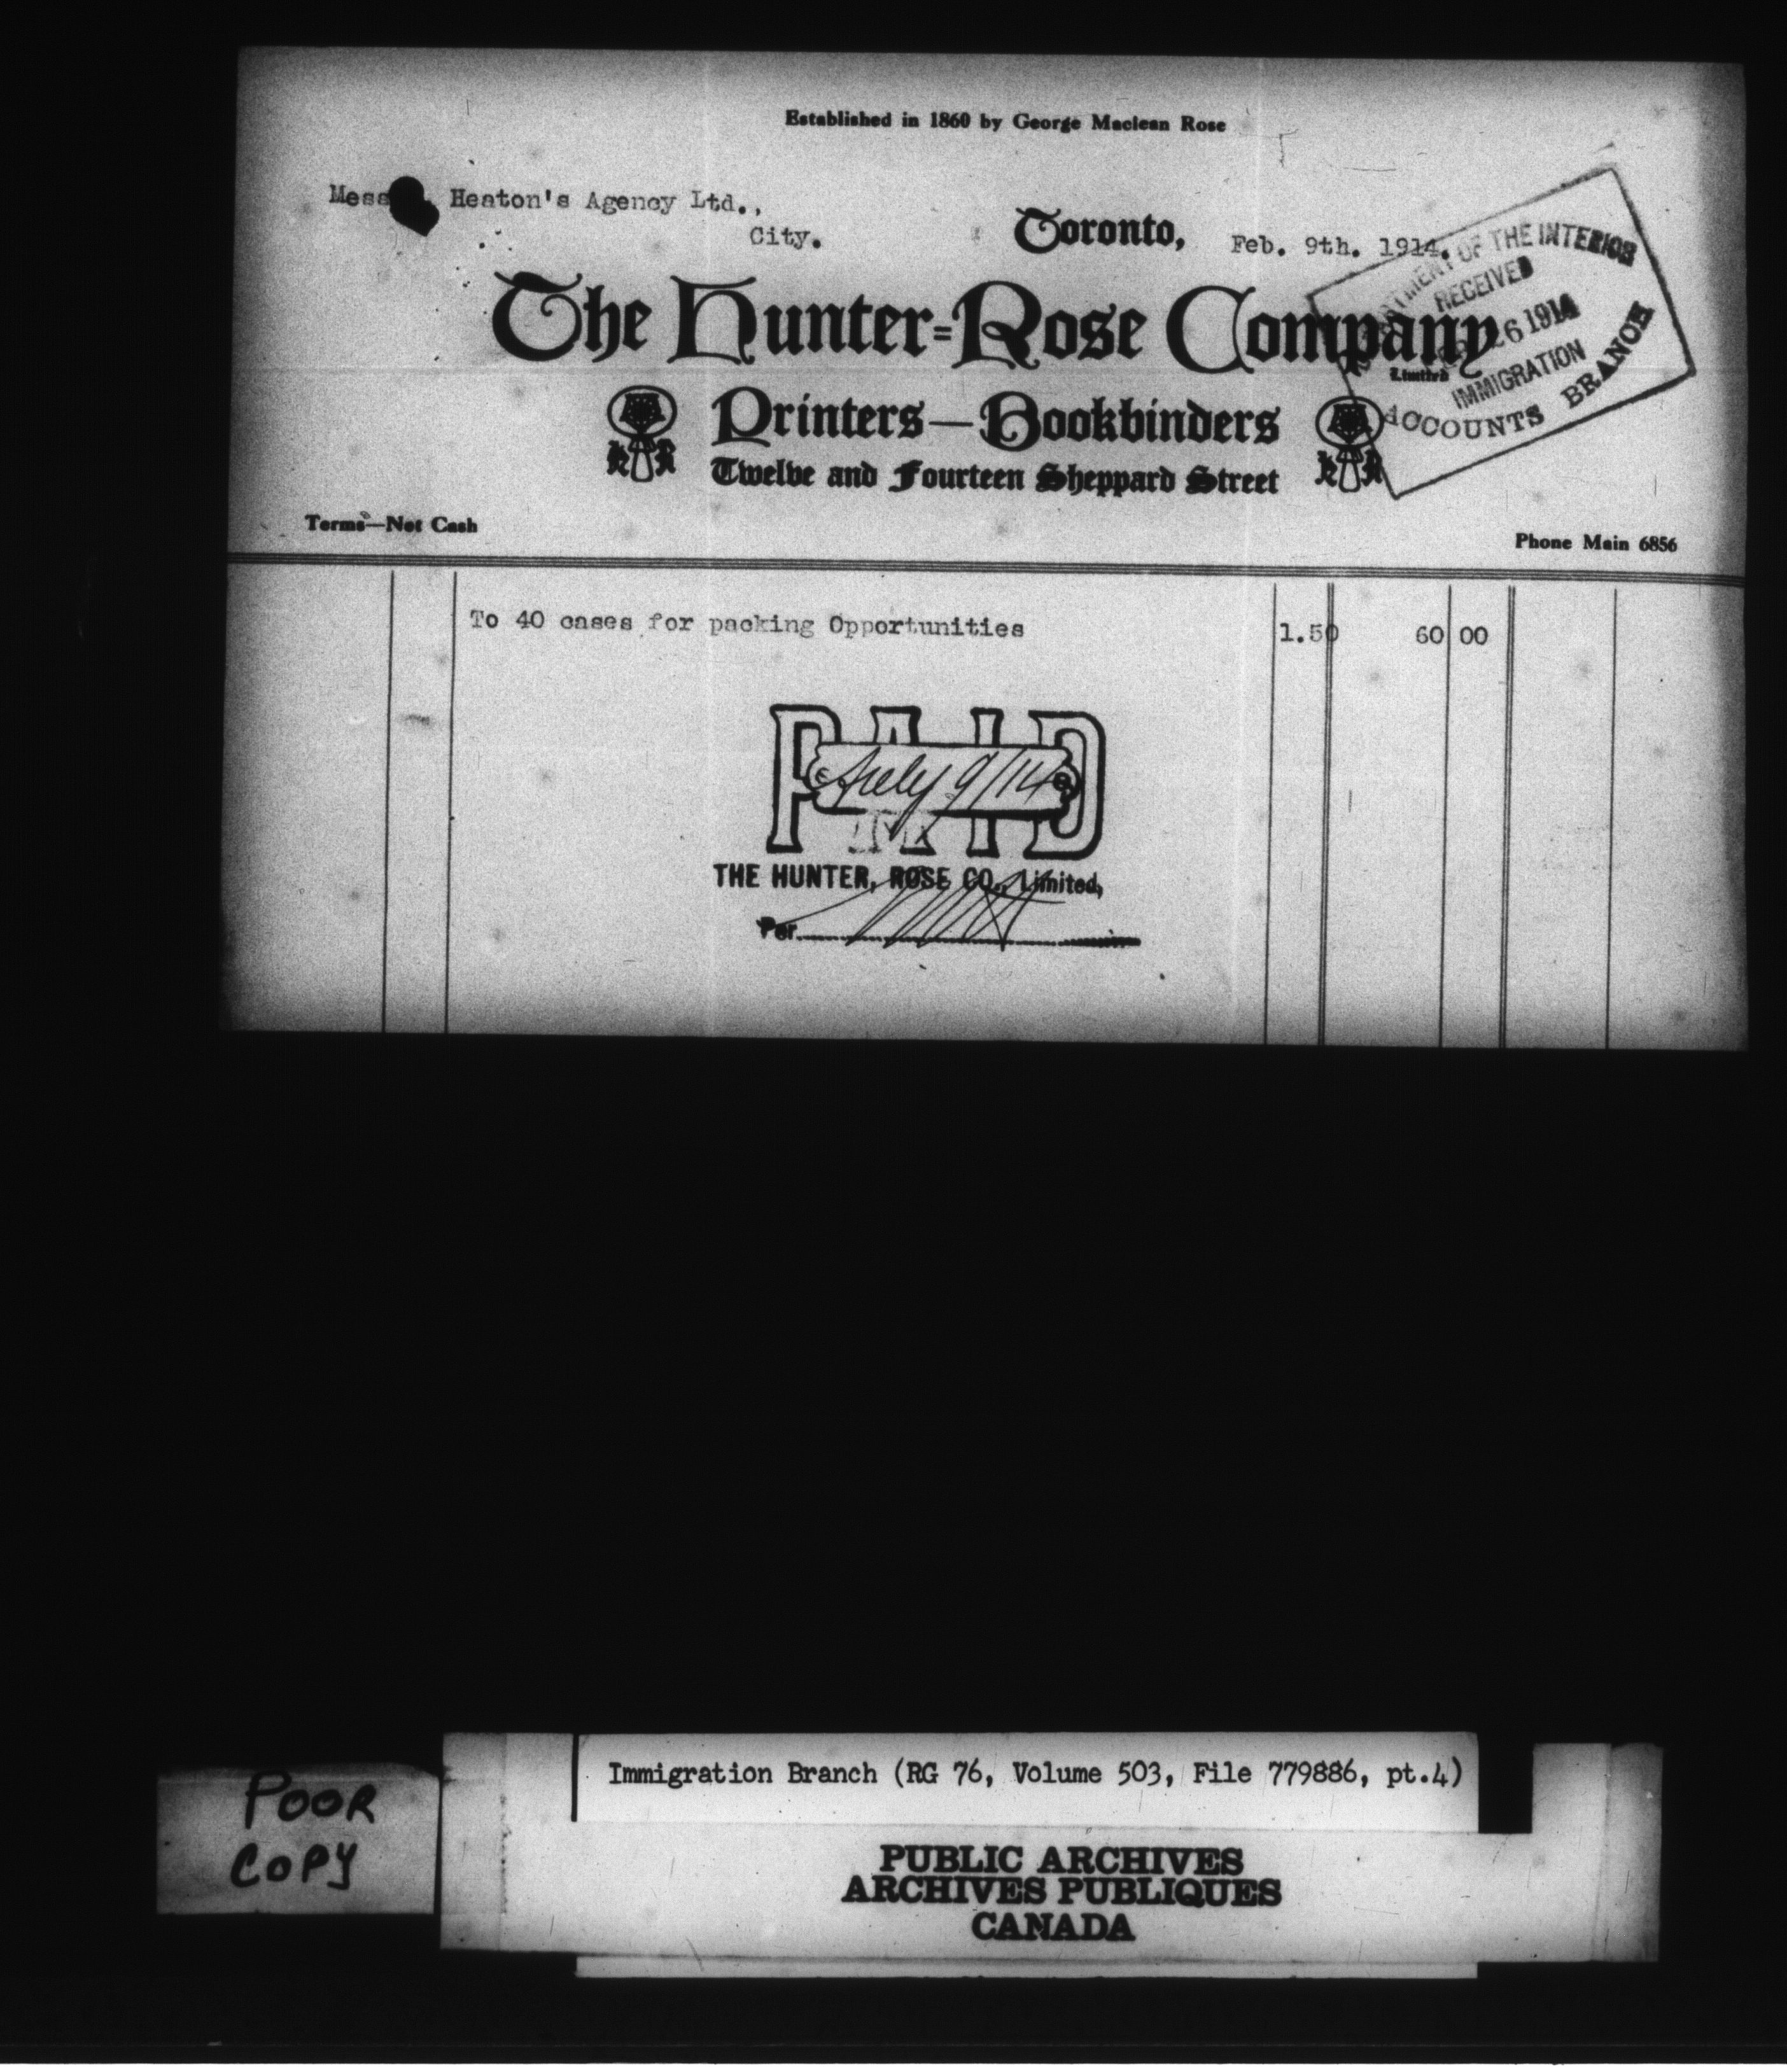 Established in 1860 by George Maclean Rose
Heaton's Agency Ltd.,
City.
Toronto, Feb. 9th. 1914.
The Hunter=Rose Company
Limited
Printers—Bookbinders
Twelve and Fourteen Sheppard Street
OF THE INTERIOR
RECEIVED
26 1914
IMMIGRATION
ACCOUNTS BRANCH
Terms—Net Cash
Phone Main 6856
To 40 cases for packing Opportunities 1.50 60 00
PAID
9/14
THE HUNTER, ROSE CO., Limited,
Per
Immigration Branch (RG 76, Volume 503, File 779886, pt.4)
POOR
COPY
PUBLIC ARCHIVES
ARCHIVES PUBLIQUES
CANADA